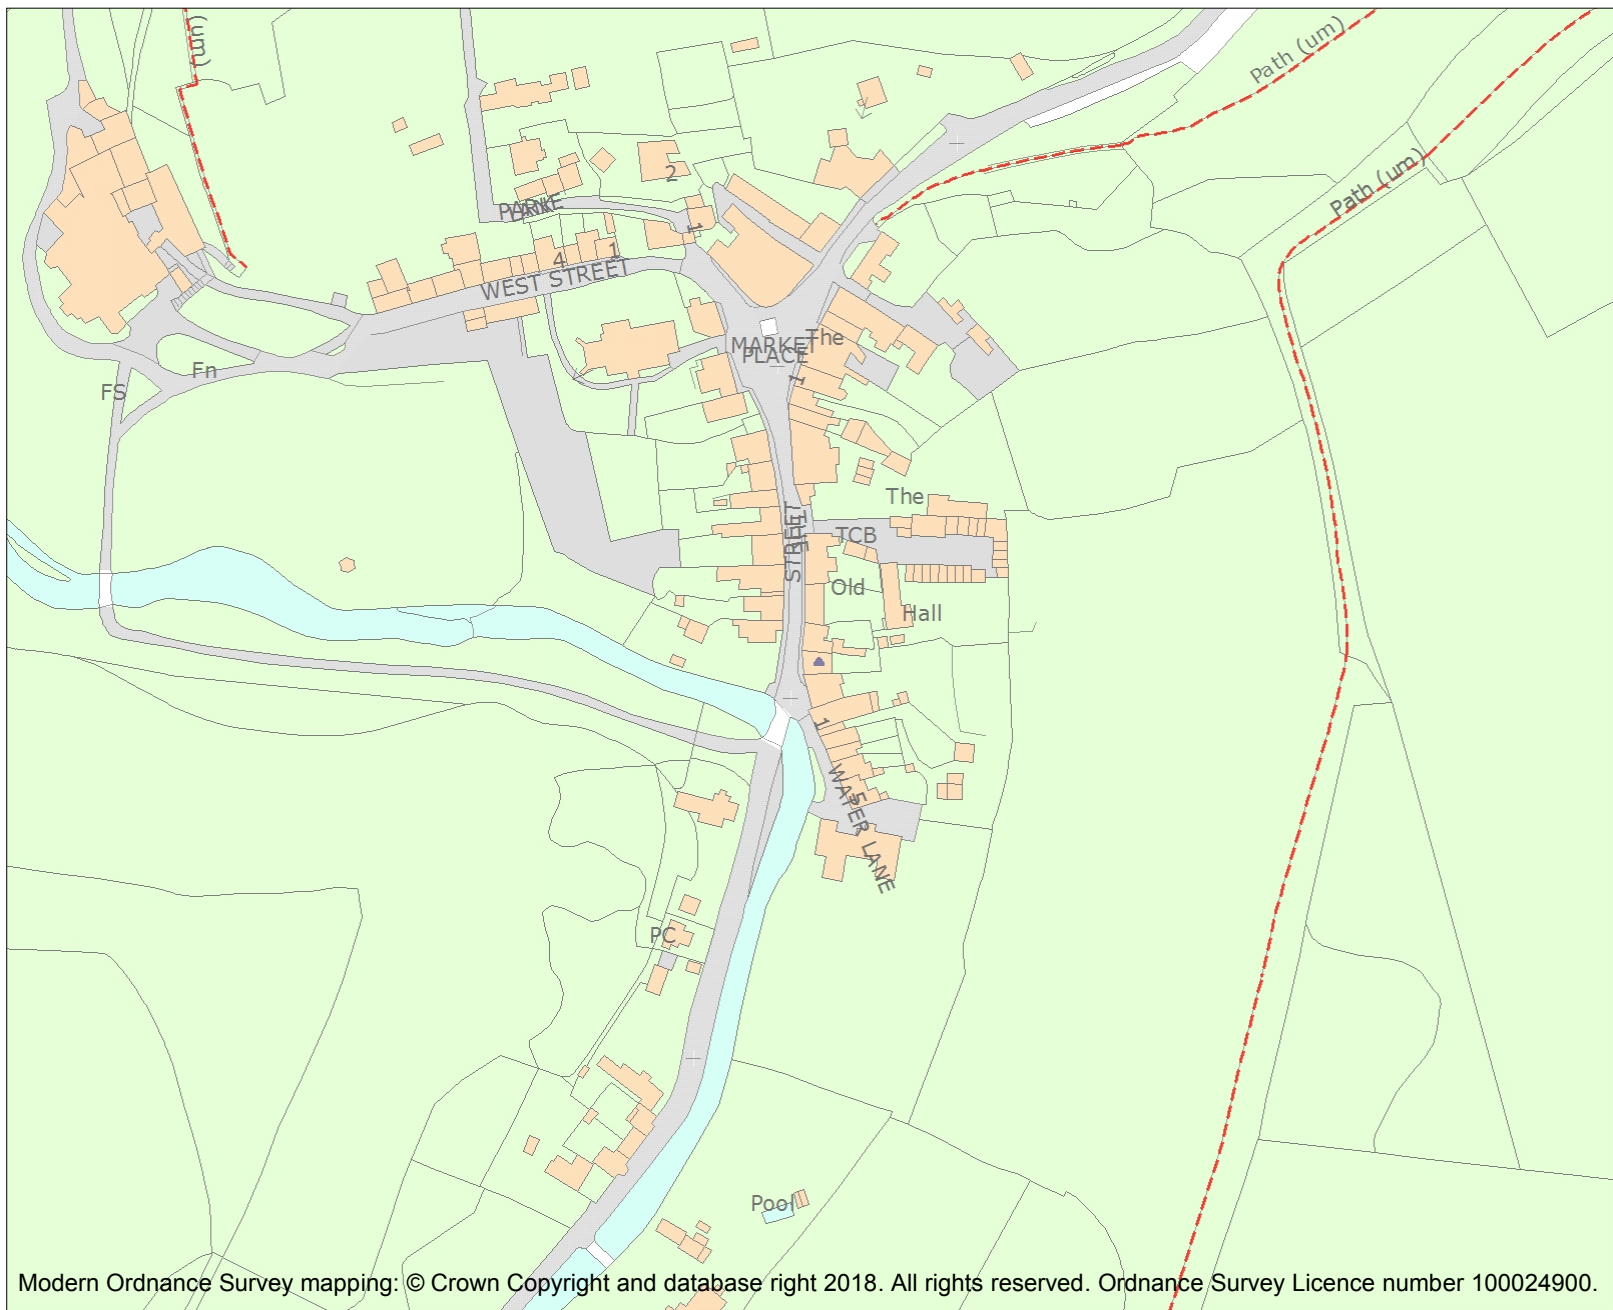 (um)
Path (um)
Path (um)
2
PARK
LANE
1
4
1
WEST STREET
MARKET
PLACE
The
1
Fn
FS
The
STREET
THE
TCB
Old
Hall
1
WATER LANE
5
PC
Pool
Modern Ordnance Survey mapping: © Crown Copyright and database right 2018. All rights reserved. Ordnance Survey Licence number 100024900.